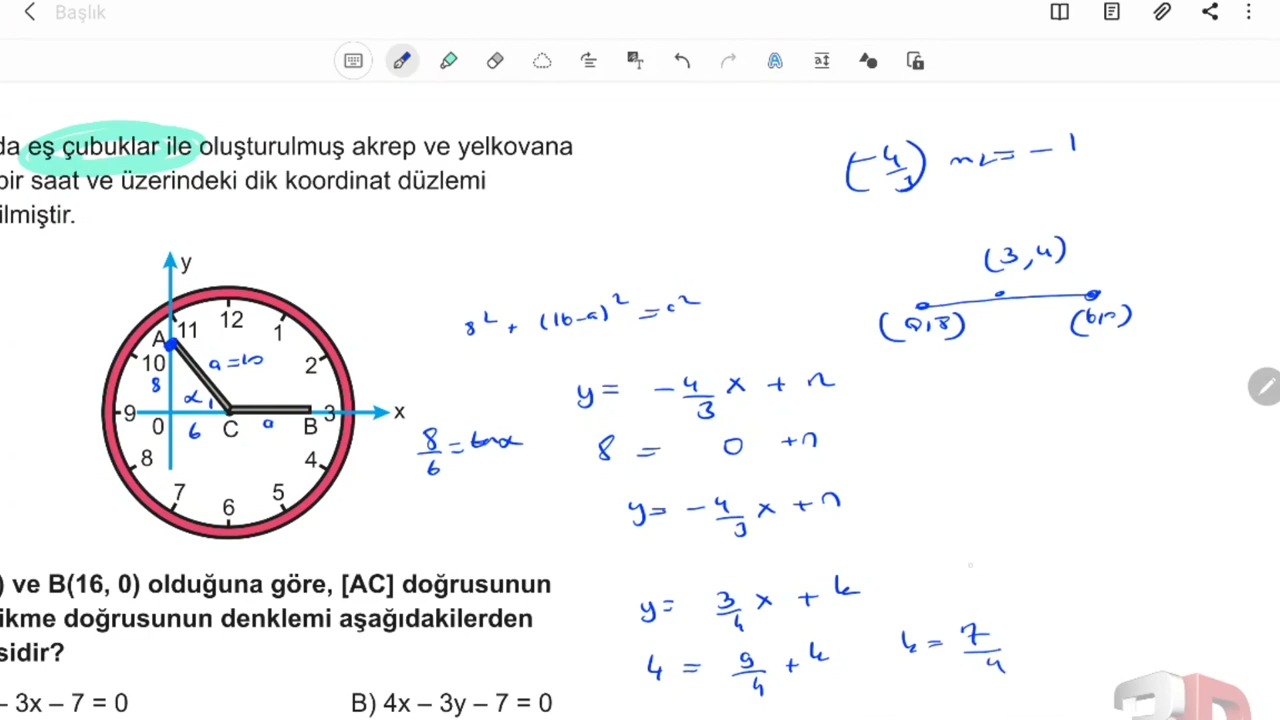 Başlık
da eş çubuklar ile oluşturulmuş akrep ve yelkovana
bir saat ve üzerindeki dik koordinat düzlemi
ilmiştir.
(-4/3) m2 = -1
(3,4)
(0,8) (6,0)
8² + (16-a)² = a²
y = -4/3 x + n
8 = 0 + n
y = -4/3 x + n
y = 3/4 x + k
4 = 9/4 + k
k = 7/4
8/6 = tanα
y
11 12 1
A
10 a=10 2
8 α
9 3 x
0 6 C a B
8 4
7 6 5
) ve B(16, 0) olduğuna göre, [AC] doğrusunun
ikme doğrusunun denklemi aşağıdakilerden
sidir?
– 3x – 7 = 0 B) 4x – 3y – 7 = 0
3D